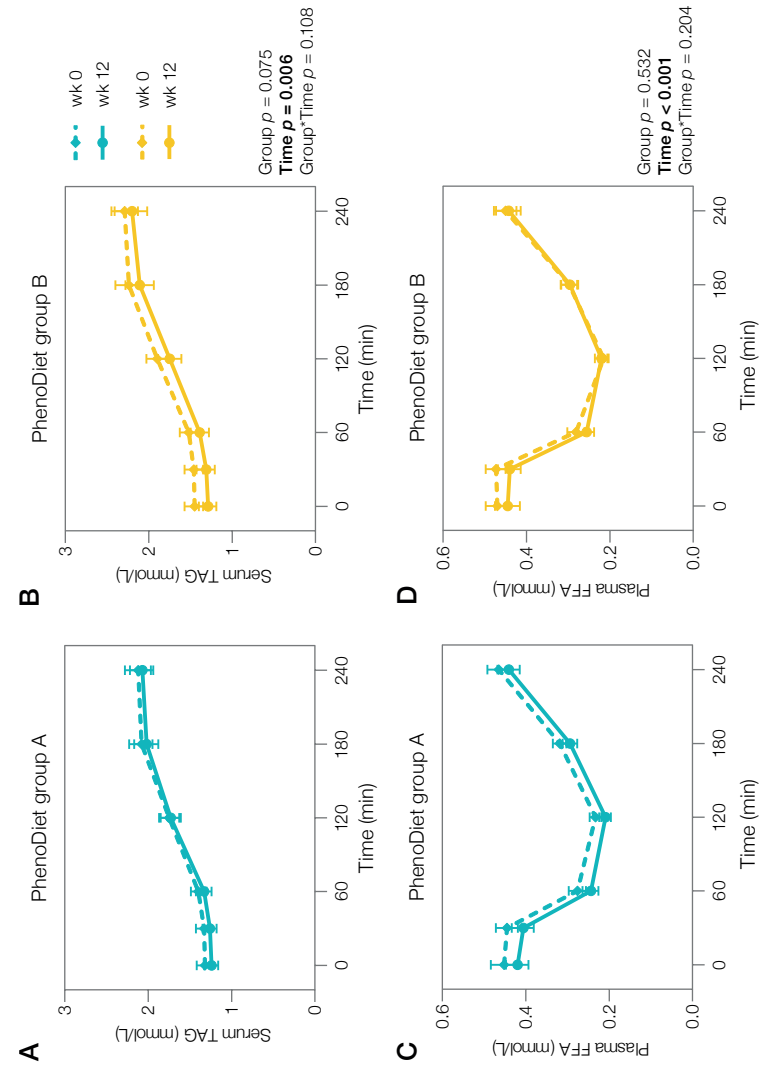 A
PhenoDiet group A
Serum TAG (mmol/L)
3
2
1
0
0 60 120 180 240
Time (min)
B
PhenoDiet group B
Serum TAG (mmol/L)
3
2
1
0
0 60 120 180 240
Time (min)
wk 0
wk 12
wk 0
wk 12
Group p = 0.075
Time p = 0.006
Group*Time p = 0.108
C
PhenoDiet group A
Plasma FFA (mmol/L)
0.6
0.4
0.2
0.0
0 60 120 180 240
Time (min)
D
PhenoDiet group B
Plasma FFA (mmol/L)
0.6
0.4
0.2
0.0
0 60 120 180 240
Time (min)
Group p = 0.532
Time p < 0.001
Group*Time p = 0.204